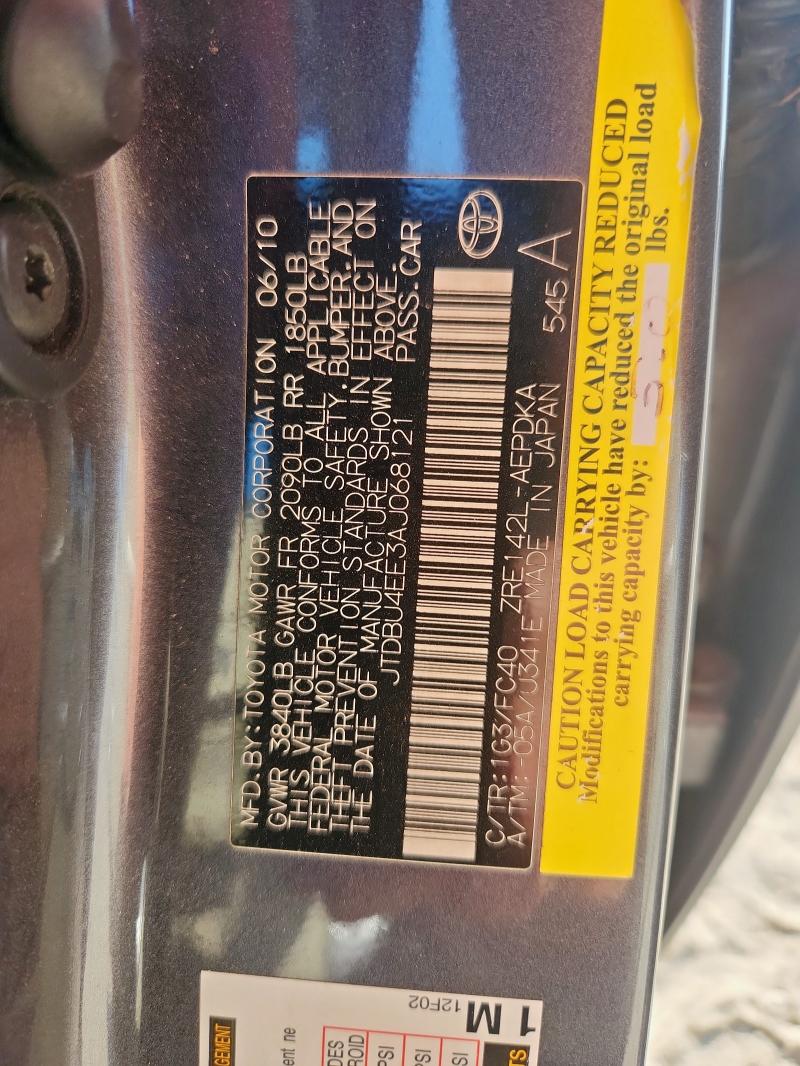 MFD.BY:TOYOTA MOTOR CORPORATION 06/10
GVWR 3840LB GAWR FR 2090LB RR 1850LB
THIS VEHICLE CONFORMS TO ALL APPLICABLE
FEDERAL MOTOR VEHICLE SAFETY,BUMPER,AND
THEFT PREVENTION STANDARDS IN EFFECT ON
THE DATE OF MANUFACTURE SHOWN ABOVE.
JTDBU4EE3AJ068121 PASS.CAR
C/TR:1G3/FC40 ZRE142L-AEPDKA
A/TM:-05A/U341E MADE IN JAPAN 545 A
CAUTION LOAD CARRYING CAPACITY REDUCED
Modifications to this vehicle have reduced the original load
carrying capacity by: lbs.
1 M
12F02